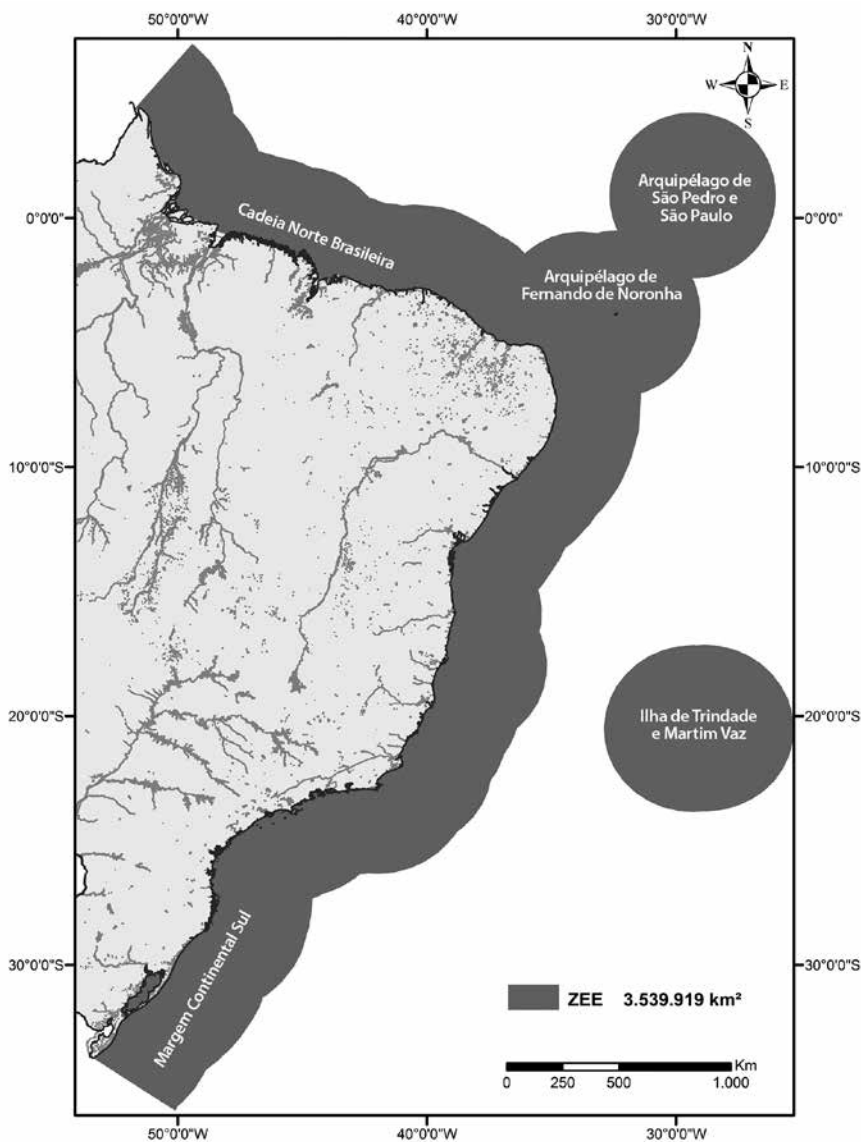 50°0'0"W 40°0'0"W 30°0'0"W
N
W E
S
Arquipélago de
São Pedro e
São Paulo
0°0'0" 0°0'0"
Cadeia Norte Brasileira
Arquipélago de
Fernando de Noronha
10°0'0"S 10°0'0"S
Ilha de Trindade
e Martim Vaz
20°0'0"S 20°0'0"S
Margem Continental Sul
30°0'0"S 30°0'0"S
ZEE 3.539.919 km²
Km
0 250 500 1.000
50°0'0"W 40°0'0"W 30°0'0"W